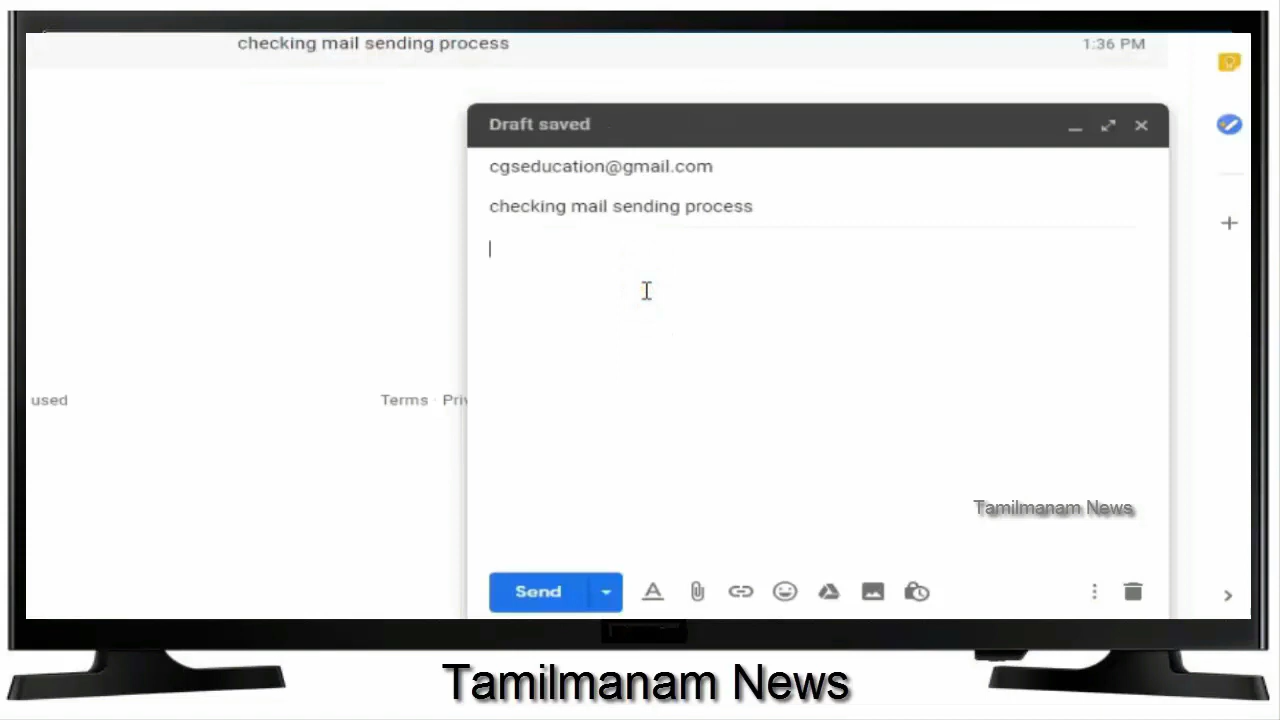 checking mail sending process 1:36 PM
Draft saved
cgseducation@gmail.com
checking mail sending process
used Terms · Priv
Tamilmanam News
Send
Tamilmanam News